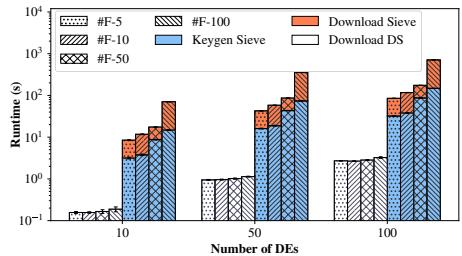 #F-5
#F-10
#F-50
#F-100
Keygen Sieve
Download Sieve
Download DS
Runtime (s)
10⁴
10³
10²
10¹
10⁰
10⁻¹
10 50 100
Number of DEs